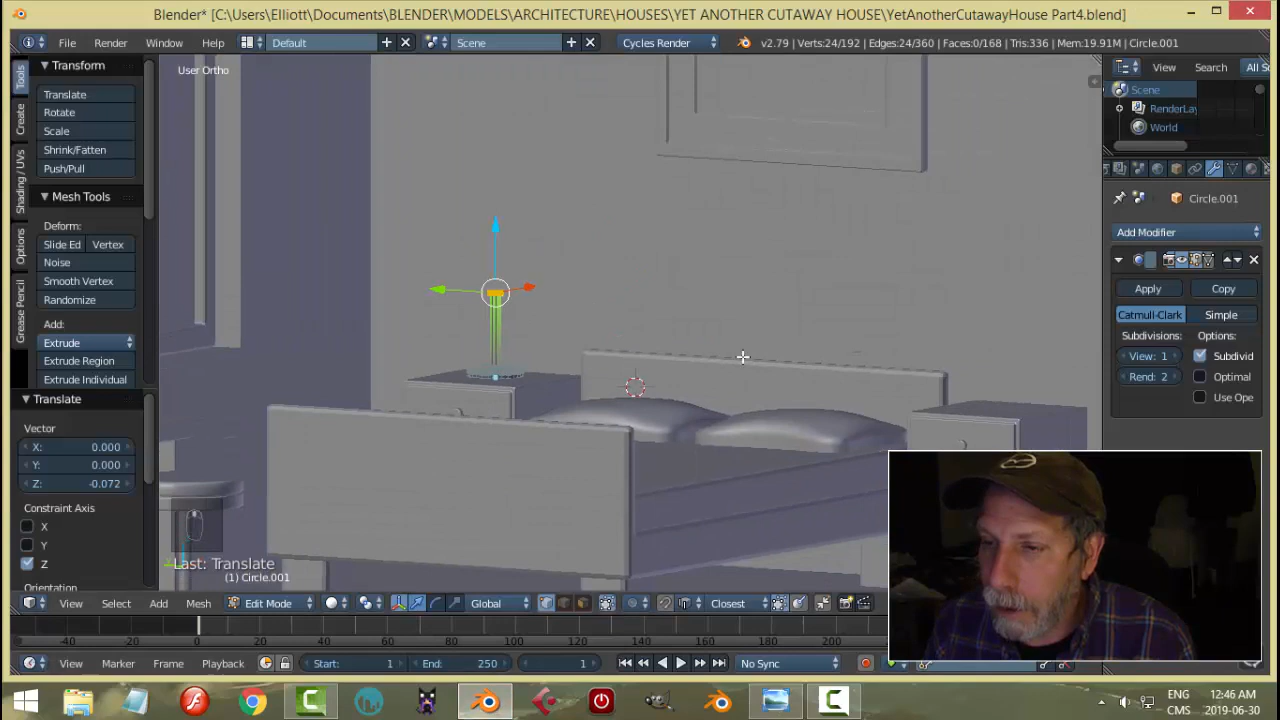 Blender* [C:\Users\Elliott\Documents\BLENDER\MODELS\ARCHITECTURE\HOUSES\YET ANOTHER CUTAWAY HOUSE\YetAnotherCutawayHouse Part4.blend]
File Render Window Help Default Scene Cycles Render v2.79 | Verts:24/192 | Edges:24/360 | Faces:0/168 | Tris:336 | Mem:19.91M | Circle.001
User Ortho
View Search All S
Scene
RenderLay
World
Tools
Create
Shading / UVs
Options
Grease Pencil
Transform
Translate
Rotate
Scale
Shrink/Fatten
Push/Pull
Mesh Tools
Deform:
Slide Ed Vertex
Noise
Smooth Vertex
Randomize
Add:
Extrude
Extrude Region
Extrude Individual
Translate
Vector
X: 0.000
Y: 0.000
Z: -0.072
Constraint Axis
X
Y
Z
Orientation
Last: Translate
(1) Circle.001
Circle.001
Add Modifier
Apply Copy
Catmull-Clark Simple
Subdivisions: Options:
View: 1 Subdivid
Rend: 2 Optimal
Use Ope
View Select Add Mesh Edit Mode Global Closest
-40 -20 0 20 40 60 80 100 120 140 160 180 200
View Marker Frame Playback Start: 1 End: 250 1 No Sync
ENG 12:46 AM
CMS 2019-06-30